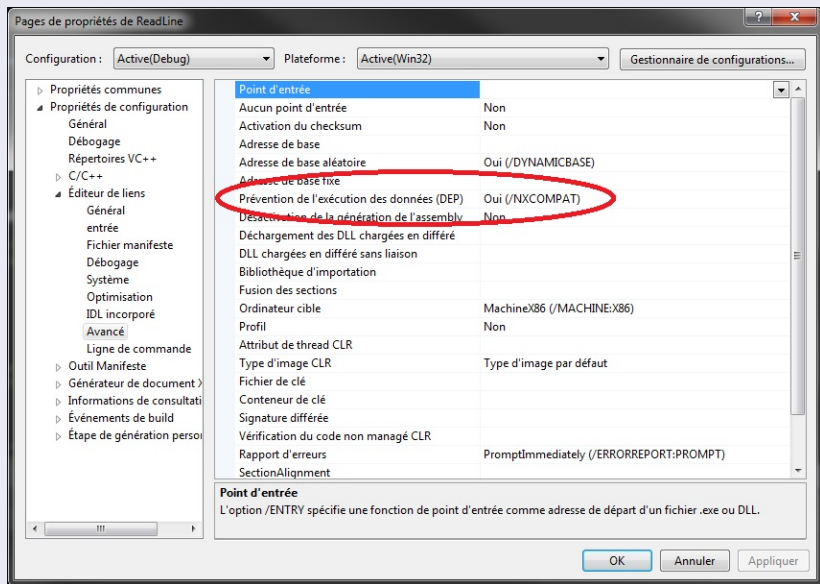 Pages de propriétés de ReadLine
Configuration : Active(Debug) Plateforme : Active(Win32) Gestionnaire de configurations...
Propriétés communes
Propriétés de configuration
Général
Débogage
Répertoires VC++
C/C++
Éditeur de liens
Général
entrée
Fichier manifeste
Débogage
Système
Optimisation
IDL incorporé
Avancé
Ligne de commande
Outil Manifeste
Générateur de document X
Informations de consultati
Événements de build
Étape de génération person
Point d'entrée
Aucun point d'entrée Non
Activation du checksum Non
Adresse de base
Adresse de base aléatoire Oui (/DYNAMICBASE)
Adresse de base fixe
Prévention de l'exécution des données (DEP) Oui (/NXCOMPAT)
Désactivation de la génération de l'assembly Non
Déchargement des DLL chargées en différé
DLL chargées en différé sans liaison
Bibliothèque d'importation
Fusion des sections
Ordinateur cible MachineX86 (/MACHINE:X86)
Profil Non
Attribut de thread CLR
Type d'image CLR Type d'image par défaut
Fichier de clé
Conteneur de clé
Signature différée
Vérification du code non managé CLR
Rapport d'erreurs PromptImmediately (/ERRORREPORT:PROMPT)
SectionAlignment
Point d'entrée
L'option /ENTRY spécifie une fonction de point d'entrée comme adresse de départ d'un fichier .exe ou DLL.
OK Annuler Appliquer